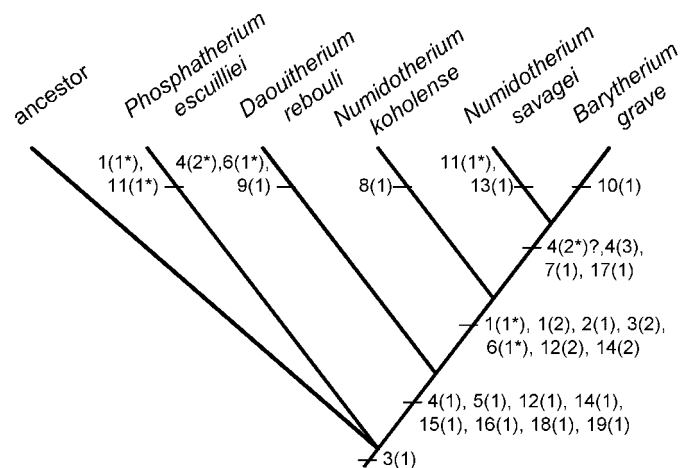 ancestor
Phosphatherium
escuilliei
Daouitherium
rebouli
Numidotherium
koholense
Numidotherium
savagei
Barytherium
grave
1(1*),
11(1*)
4(2*),6(1*),
9(1)
8(1)
11(1*),
13(1)
10(1)
4(2*)?,4(3),
7(1), 17(1)
1(1*), 1(2), 2(1), 3(2),
6(1*), 12(2), 14(2)
4(1), 5(1), 12(1), 14(1),
15(1), 16(1), 18(1), 19(1)
3(1)